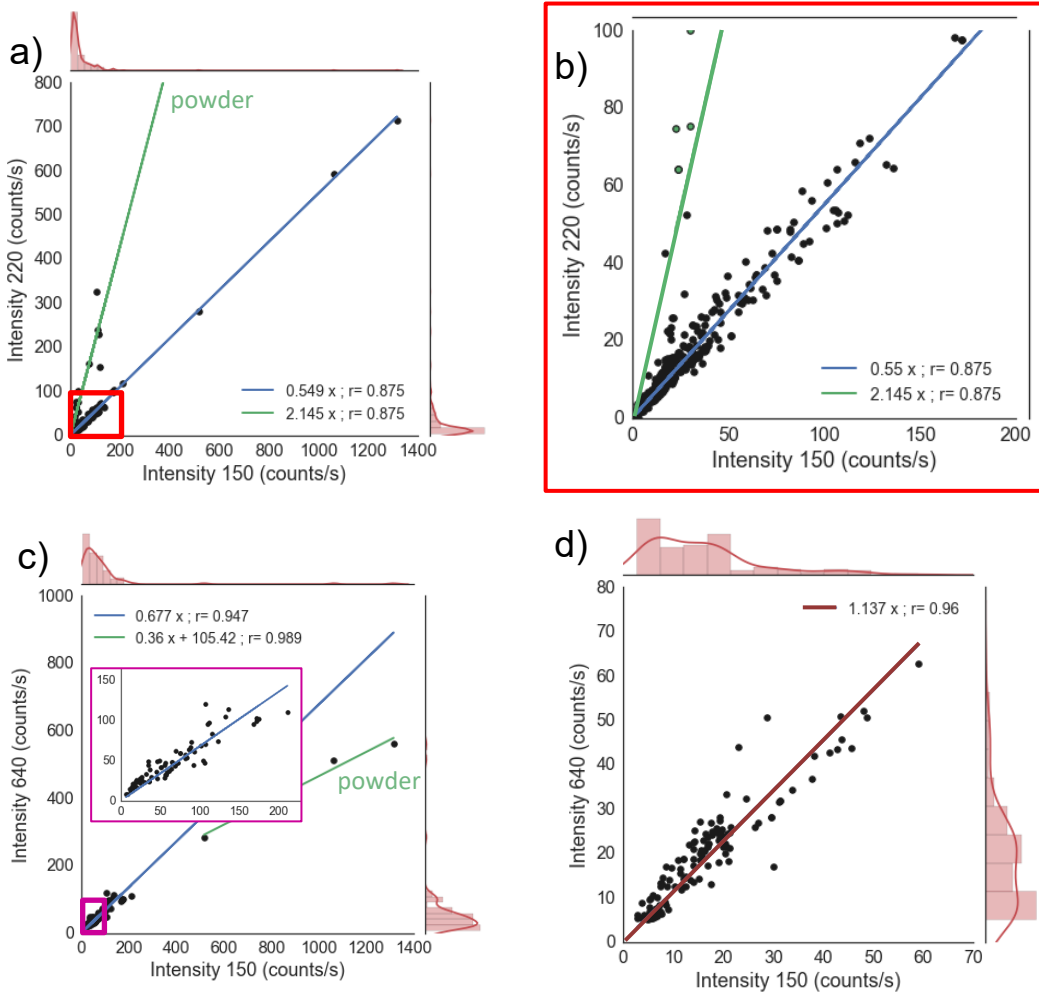 a)
800
700
600
500
400
300
200
100
0
Intensity 220 (counts/s)
powder
0.549 x ; r= 0.875
2.145 x ; r= 0.875
0 200 400 600 800 1000 1200 1400
Intensity 150 (counts/s)
b)
100
80
60
40
20
0
Intensity 220 (counts/s)
0.55 x ; r= 0.875
2.145 x ; r= 0.875
0 50 100 150 200
Intensity 150 (counts/s)
c)
1000
800
600
400
200
0
Intensity 640 (counts/s)
0.677 x ; r= 0.947
0.36 x + 105.42 ; r= 0.989
150
100
50
0
0 50 100 150 200
powder
0 200 400 600 800 1000 1200 1400
Intensity 150 (counts/s)
d)
80
70
60
50
40
30
20
10
0
Intensity 640 (counts/s)
1.137 x ; r= 0.96
0 10 20 30 40 50 60 70
Intensity 150 (counts/s)